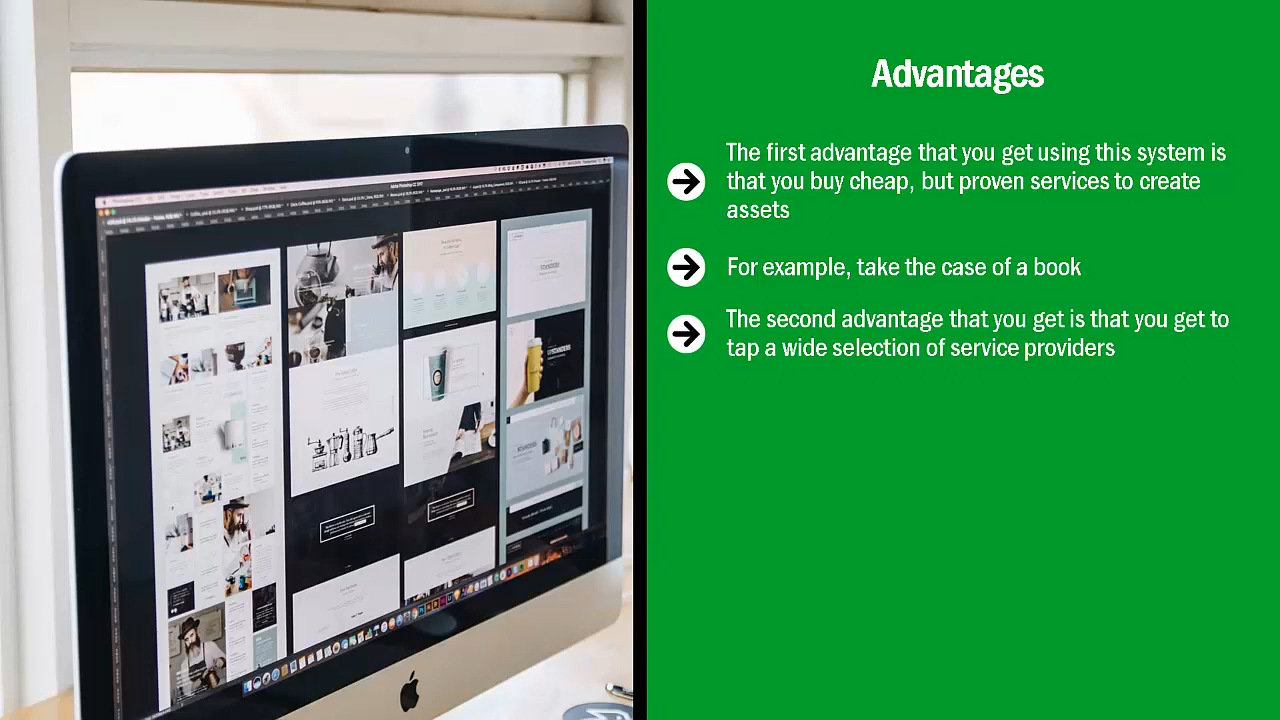 Advantages
The first advantage that you get using this system is
that you buy cheap, but proven services to create
assets
For example, take the case of a book
The second advantage that you get is that you get to
tap a wide selection of service providers